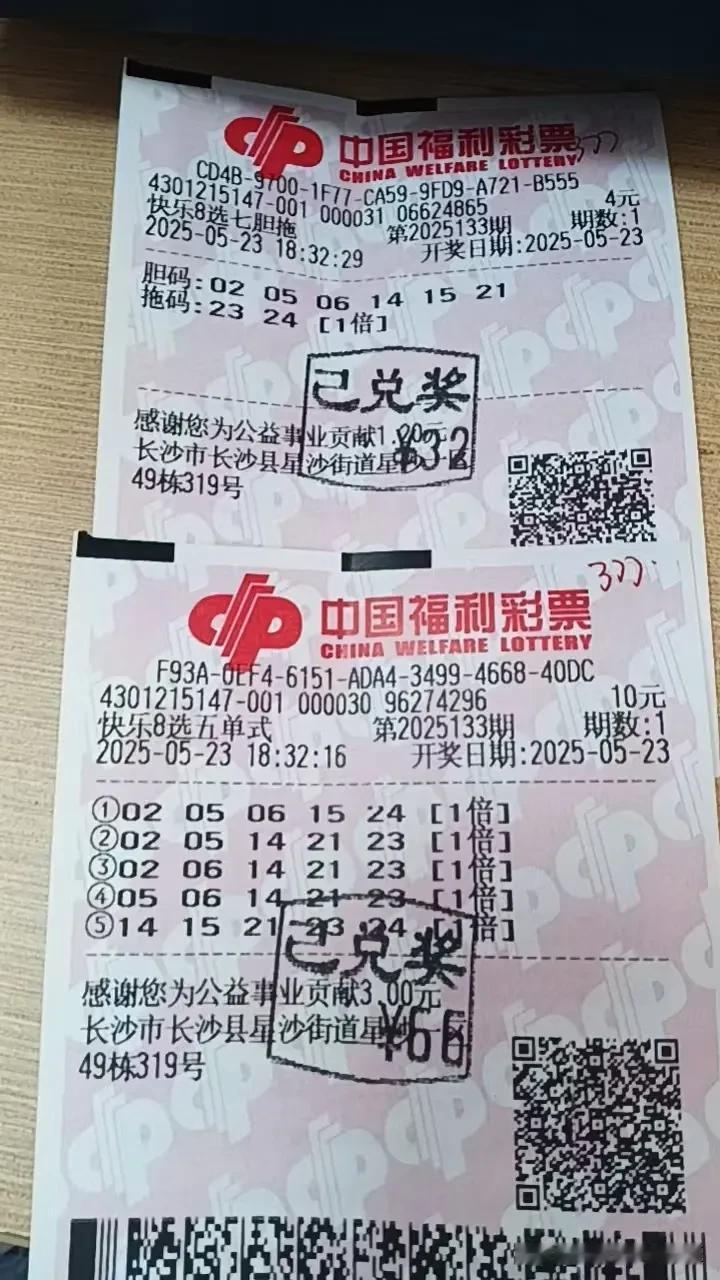 中国福利彩票
CHINA WELFARE LOTTERY
CD4B-9700-1F77-CA59-9FD9-A721-B555
4301215147-001 000031 06624865 4元
快乐8选七胆拖 第2025133期 期数:1
2025-05-23 18:32:29 开奖日期:2025-05-23
胆码:02 05 06 14 15 21
拖码:23 24 [1倍]
已兑奖
¥32
感谢您为公益事业贡献1.20元
长沙市长沙县星沙街道星沙 区
49栋319号
377
中国福利彩票
CHINA WELFARE LOTTERY
F93A-0EF4-6151-ADA4-3499-4668-40DC
4301215147-001 000030 96274296 10元
快乐8选五单式 第2025133期 期数:1
2025-05-23 18:32:16 开奖日期:2025-05-23
①02 05 06 15 24 [1倍]
②02 05 14 21 23 [1倍]
③02 06 14 21 23 [1倍]
④05 06 14 21 23 [1倍]
⑤14 15 21 23 24 [1倍]
已兑奖
¥66
感谢您为公益事业贡献3.00元
长沙市长沙县星沙街道星沙 区
49栋319号